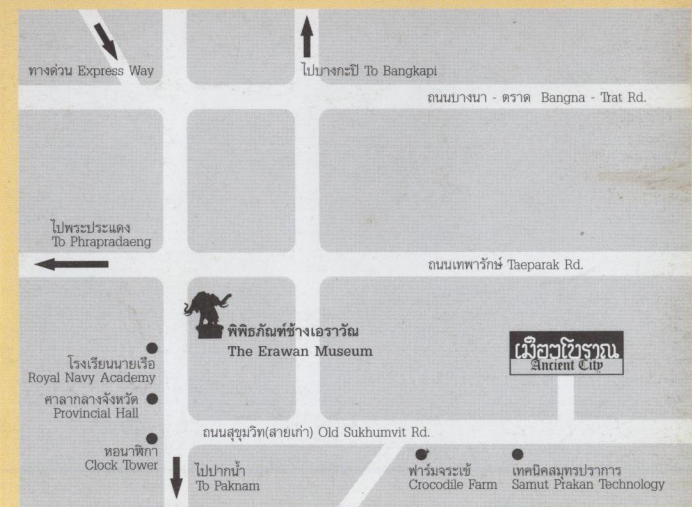 ทางด่วน Express Way
ไปบางกะปิ To Bangkapi
ถนนบางนา - ตราด Bangna - Trat Rd.
ไปพระประแดง
To Phrapradaeng
ถนนเทพารักษ์ Taeparak Rd.
พิพิธภัณฑ์ช้างเอราวัณ
The Erawan Museum
เมืองโบราณ
Ancient City
โรงเรียนนายเรือ
Royal Navy Academy
ศาลากลางจังหวัด
Provincial Hall
ถนนสุขุมวิท(สายเก่า) Old Sukhumvit Rd.
หอนาฬิกา
Clock Tower
ไปปากน้ำ
To Paknam
ฟาร์มจระเข้
Crocodile Farm
เทคนิคสมุทรปราการ
Samut Prakan Technology